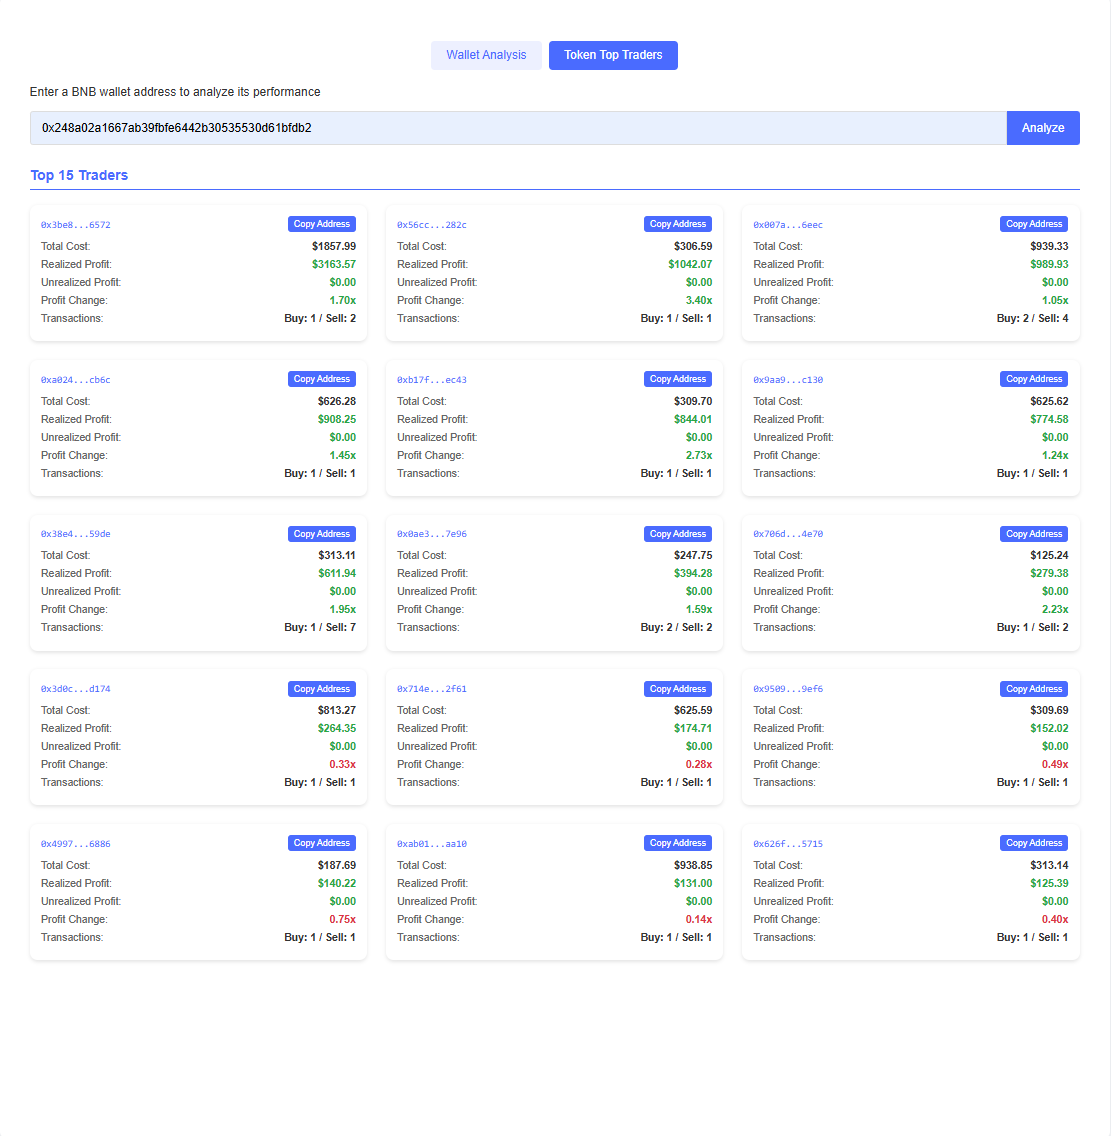 Wallet Analysis Token Top Traders
Enter a BNB wallet address to analyze its performance
0x248a02a1667ab39fbfe6442b30535530d61bfdb2 Analyze
Top 15 Traders
0x3be8...6572 Copy Address
Total Cost: $1857.99
Realized Profit: $3163.57
Unrealized Profit: $0.00
Profit Change: 1.70x
Transactions: Buy: 1 / Sell: 2
0x56cc...282c Copy Address
Total Cost: $306.59
Realized Profit: $1042.07
Unrealized Profit: $0.00
Profit Change: 3.40x
Transactions: Buy: 1 / Sell: 1
0x007a...6eec Copy Address
Total Cost: $939.33
Realized Profit: $989.93
Unrealized Profit: $0.00
Profit Change: 1.05x
Transactions: Buy: 2 / Sell: 4
0xa024...cb6c Copy Address
Total Cost: $626.28
Realized Profit: $908.25
Unrealized Profit: $0.00
Profit Change: 1.45x
Transactions: Buy: 1 / Sell: 1
0xb17f...ec43 Copy Address
Total Cost: $309.70
Realized Profit: $844.01
Unrealized Profit: $0.00
Profit Change: 2.73x
Transactions: Buy: 1 / Sell: 1
0x9aa9...c130 Copy Address
Total Cost: $625.62
Realized Profit: $774.58
Unrealized Profit: $0.00
Profit Change: 1.24x
Transactions: Buy: 1 / Sell: 1
0x38e4...59de Copy Address
Total Cost: $313.11
Realized Profit: $611.94
Unrealized Profit: $0.00
Profit Change: 1.95x
Transactions: Buy: 1 / Sell: 7
0x0ae3...7e96 Copy Address
Total Cost: $247.75
Realized Profit: $394.28
Unrealized Profit: $0.00
Profit Change: 1.59x
Transactions: Buy: 2 / Sell: 2
0x706d...4e70 Copy Address
Total Cost: $125.24
Realized Profit: $279.38
Unrealized Profit: $0.00
Profit Change: 2.23x
Transactions: Buy: 1 / Sell: 2
0x3d0c...d174 Copy Address
Total Cost: $813.27
Realized Profit: $264.35
Unrealized Profit: $0.00
Profit Change: 0.33x
Transactions: Buy: 1 / Sell: 1
0x714e...2f61 Copy Address
Total Cost: $625.59
Realized Profit: $174.71
Unrealized Profit: $0.00
Profit Change: 0.28x
Transactions: Buy: 1 / Sell: 1
0x9509...9ef6 Copy Address
Total Cost: $309.69
Realized Profit: $152.02
Unrealized Profit: $0.00
Profit Change: 0.49x
Transactions: Buy: 1 / Sell: 1
0x4997...6886 Copy Address
Total Cost: $187.69
Realized Profit: $140.22
Unrealized Profit: $0.00
Profit Change: 0.75x
Transactions: Buy: 1 / Sell: 1
0xab01...aa10 Copy Address
Total Cost: $938.85
Realized Profit: $131.00
Unrealized Profit: $0.00
Profit Change: 0.14x
Transactions: Buy: 1 / Sell: 1
0x626f...5715 Copy Address
Total Cost: $313.14
Realized Profit: $125.39
Unrealized Profit: $0.00
Profit Change: 0.40x
Transactions: Buy: 1 / Sell: 1